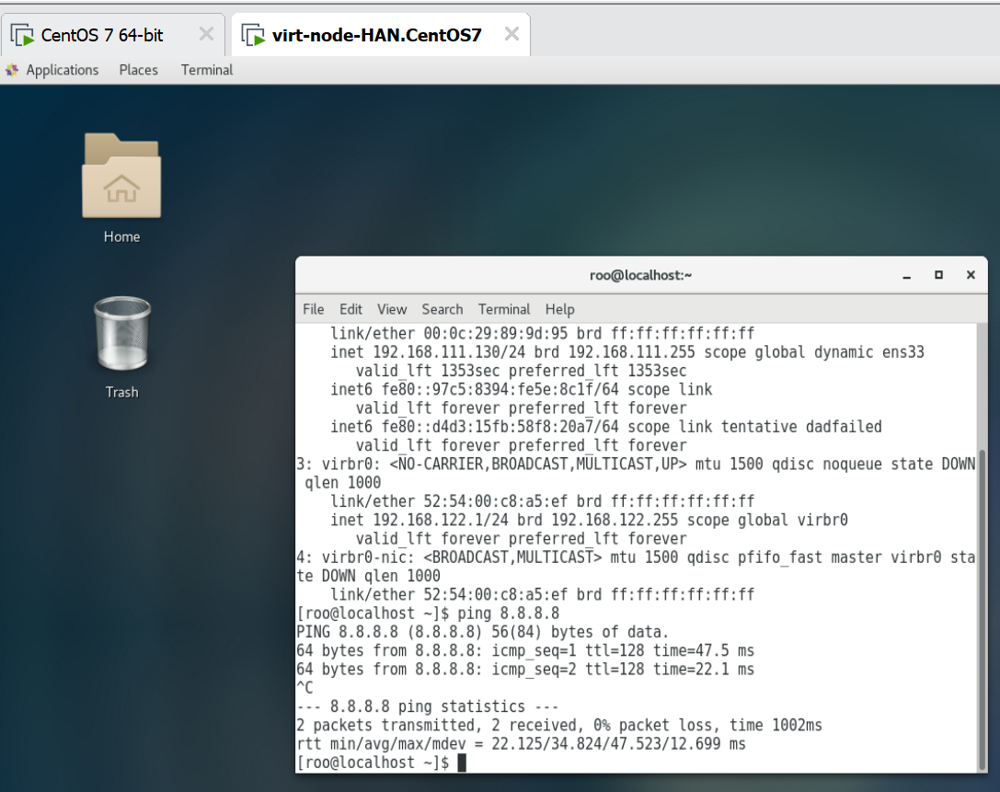 CentOS 7 64-bit
virt-node-HAN.CentOS7
Applications Places Terminal
Home
Trash
roo@localhost:~
File Edit View Search Terminal Help
link/ether 00:0c:29:89:9d:95 brd ff:ff:ff:ff:ff:ff
inet 192.168.111.130/24 brd 192.168.111.255 scope global dynamic ens33
valid_lft 1353sec preferred_lft 1353sec
inet6 fe80::97c5:8394:fe5e:8c1f/64 scope link
valid_lft forever preferred_lft forever
inet6 fe80::d4d3:15fb:58f8:20a7/64 scope link tentative dadfailed
valid_lft forever preferred_lft forever
3: virbr0: <NO-CARRIER,BROADCAST,MULTICAST,UP> mtu 1500 qdisc noqueue state DOWN
qlen 1000
link/ether 52:54:00:c8:a5:ef brd ff:ff:ff:ff:ff:ff
inet 192.168.122.1/24 brd 192.168.122.255 scope global virbr0
valid_lft forever preferred_lft forever
4: virbr0-nic: <BROADCAST,MULTICAST> mtu 1500 qdisc pfifo_fast master virbr0 sta
te DOWN qlen 1000
link/ether 52:54:00:c8:a5:ef brd ff:ff:ff:ff:ff:ff
[roo@localhost ~]$ ping 8.8.8.8
PING 8.8.8.8 (8.8.8.8) 56(84) bytes of data.
64 bytes from 8.8.8.8: icmp_seq=1 ttl=128 time=47.5 ms
64 bytes from 8.8.8.8: icmp_seq=2 ttl=128 time=22.1 ms
^C
--- 8.8.8.8 ping statistics ---
2 packets transmitted, 2 received, 0% packet loss, time 1002ms
rtt min/avg/max/mdev = 22.125/34.824/47.523/12.699 ms
[roo@localhost ~]$